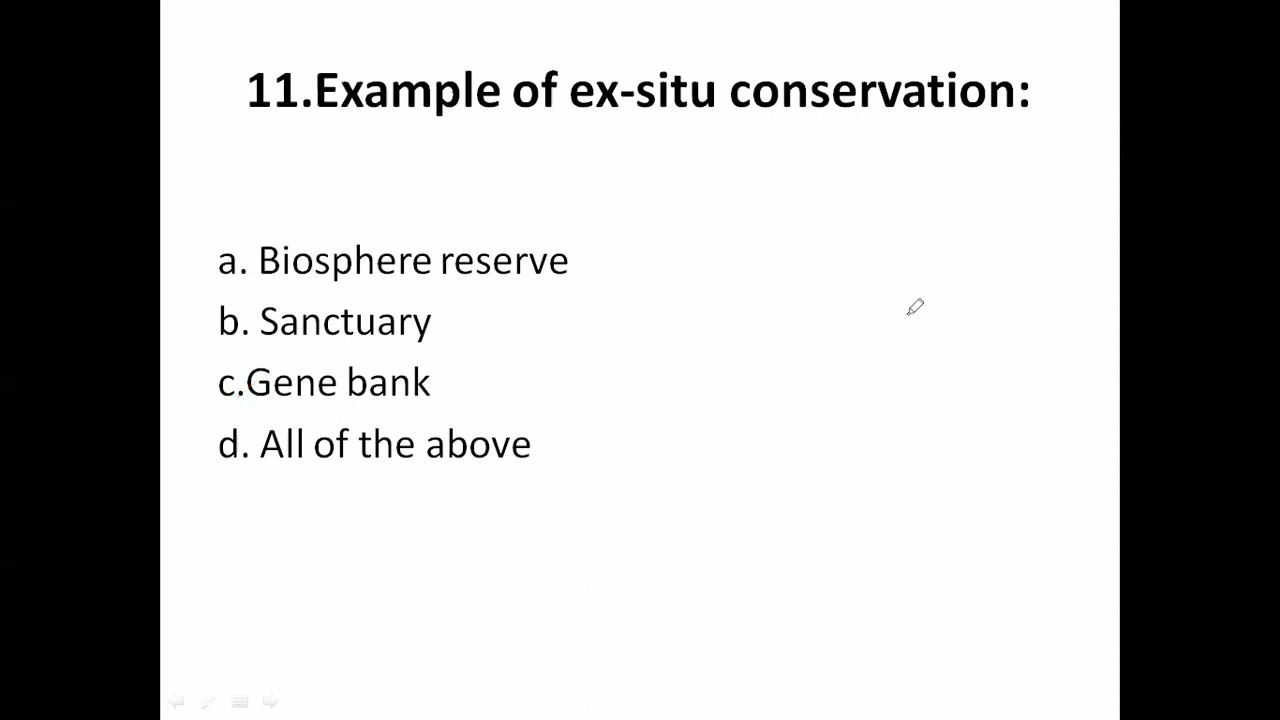 11.Example of ex-situ conservation:
a. Biosphere reserve
b. Sanctuary
c.Gene bank
d. All of the above